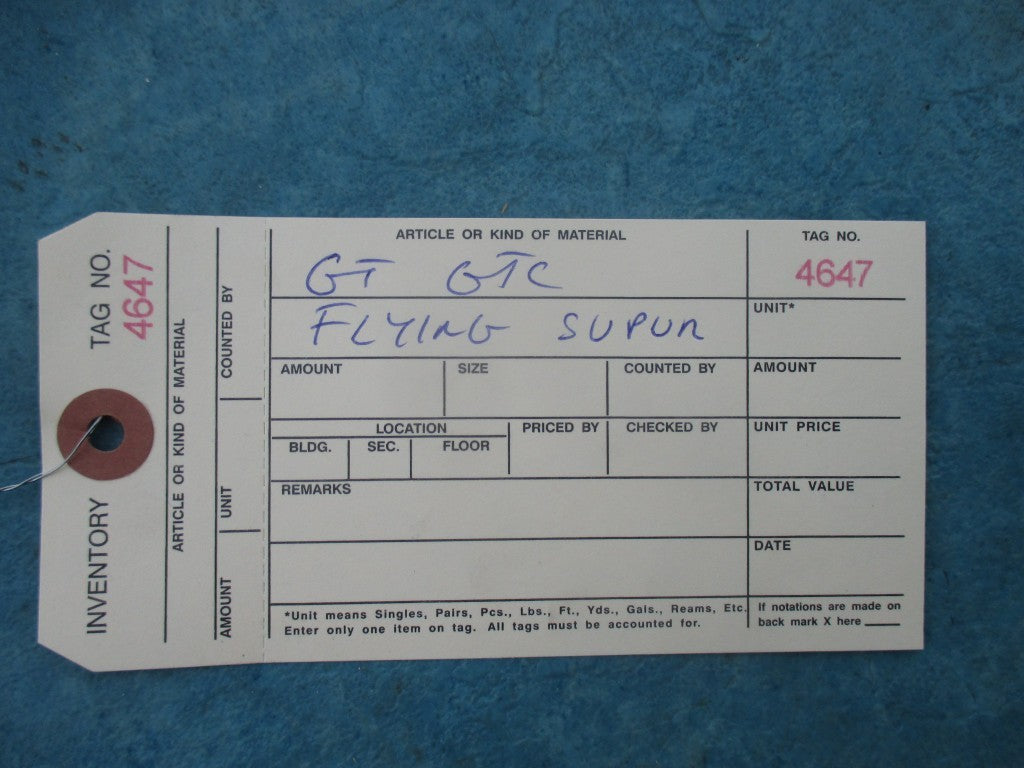 TAG NO.
4647
INVENTORY
ARTICLE OR KIND OF MATERIAL
COUNTED BY
UNIT
AMOUNT
ARTICLE OR KIND OF MATERIAL
GT GTC
FLYING SUPUR
TAG NO.
4647
UNIT*
AMOUNT
SIZE
COUNTED BY
AMOUNT
LOCATION
BLDG.
SEC.
FLOOR
PRICED BY
CHECKED BY
UNIT PRICE
REMARKS
TOTAL VALUE
DATE
*Unit means Singles, Pairs, Pcs., Lbs., Ft., Yds., Gals., Reams, Etc.
Enter only one item on tag. All tags must be accounted for.
If notations are made on
back mark X here